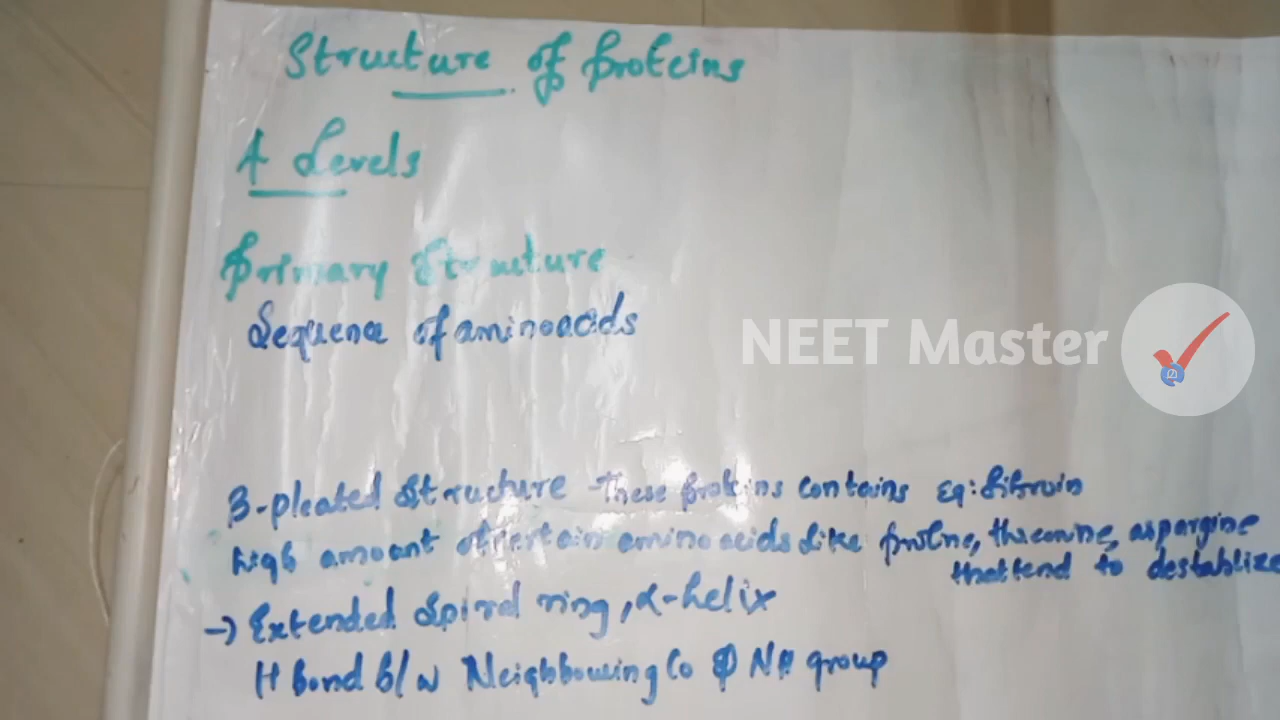 Structure of Proteins
4 Levels
Primary Structure
Sequence of aminoacids
NEET Master
B-pleated Structure - These proteins contains Eq: fibroin
high amount of certain amino acids like proline, threonine, aspargine
that tend to destablize
→ Extended Spiral ring, α-helix
H bond b/w Neighbouring Co & NH group